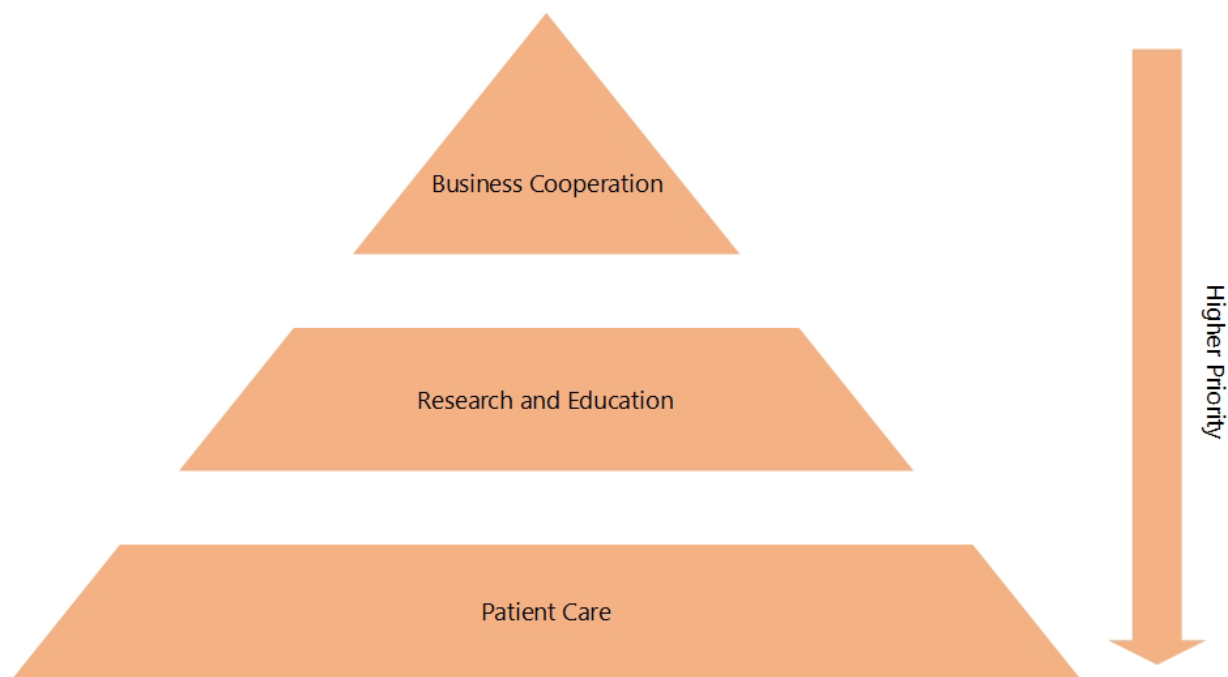 Business Cooperation
Research and Education
Patient Care
Higher Priority